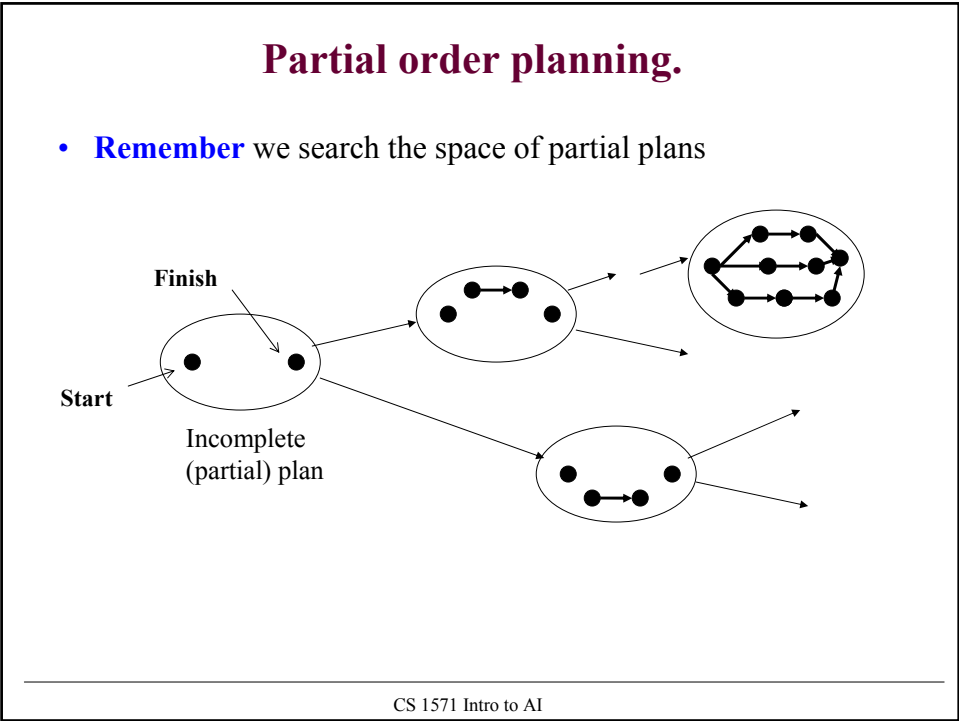 Partial order planning.
• Remember we search the space of partial plans
Finish
Start
Incomplete
(partial) plan
CS 1571 Intro to AI